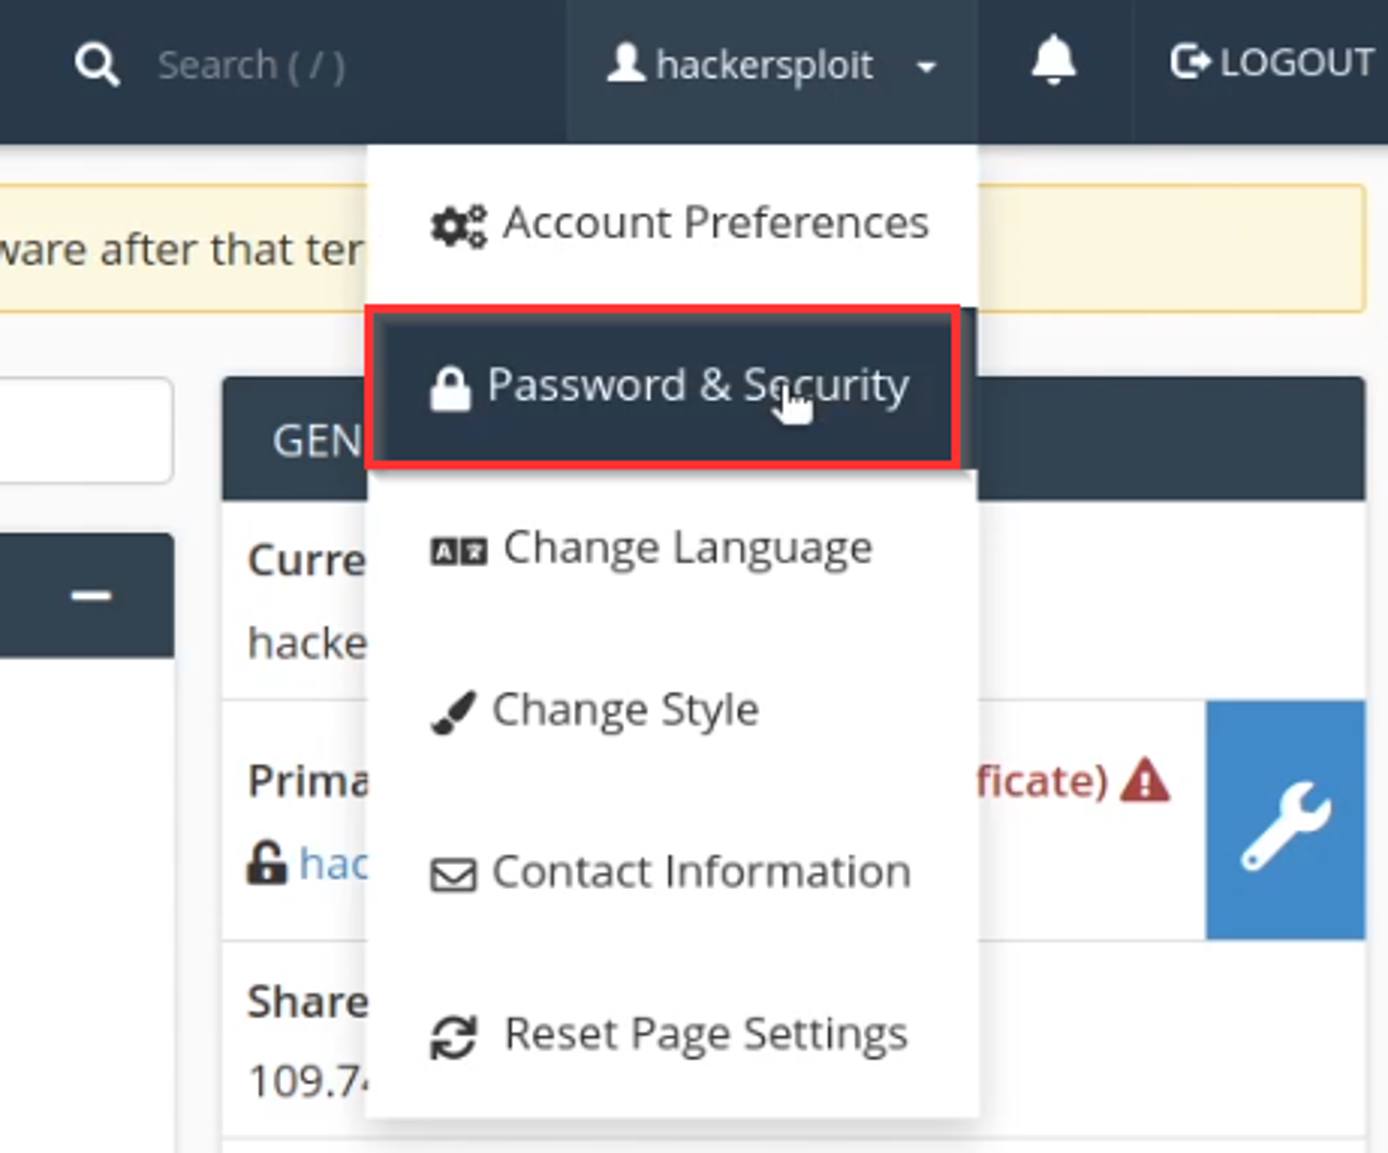 Search ( / )
hackersploit
LOGOUT
Account Preferences
ware after that ter
Password & Security
GEN
Change Language
Curre
hacke
Change Style
Prima
ficate)
hac
Contact Information
Share
Reset Page Settings
109.7